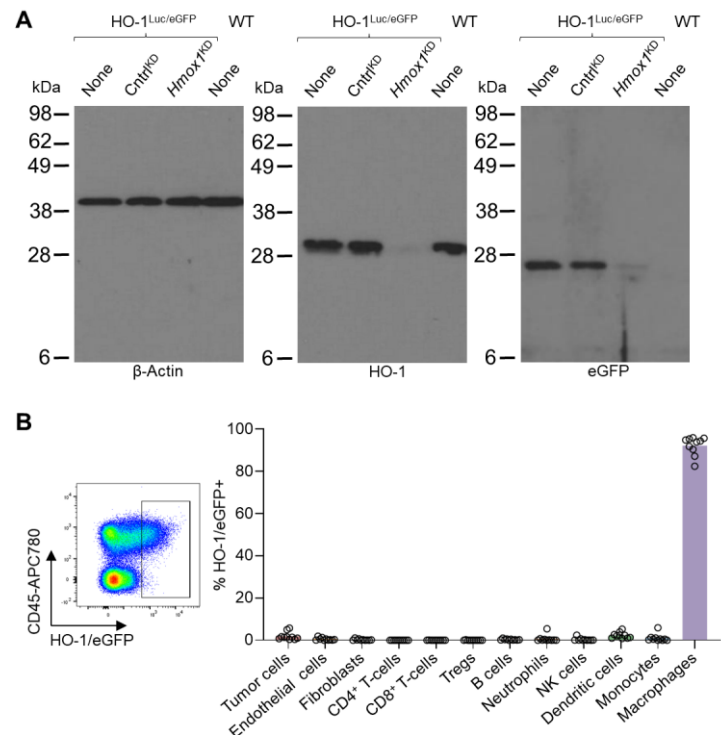 A
HO-1Luc/eGFP WT
HO-1Luc/eGFP WT
HO-1Luc/eGFP WT
kDa None CntrlKD Hmox1KD None
98
62
49
38
28
6
β-Actin
kDa None CntrlKD Hmox1KD None
98
62
49
38
28
6
HO-1
kDa None CntrlKD Hmox1KD None
98
62
49
38
28
6
eGFP
B
CD45-APC780
HO-1/eGFP
% HO-1/eGFP+
100
80
60
40
20
0
Tumor cells
Endothelial cells
Fibroblasts
CD4+ T-cells
CD8+ T-cells
Tregs
B cells
Neutrophils
NK cells
Dendritic cells
Monocytes
Macrophages